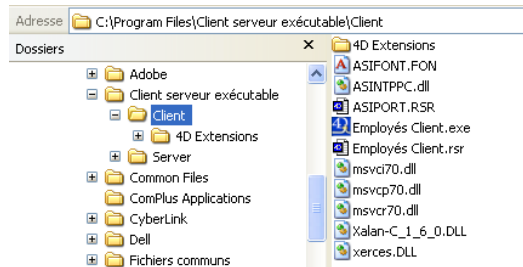 Adresse C:\Program Files\Client serveur exécutable\Client
Dossiers
Adobe
Client serveur exécutable
Client
4D Extensions
Server
Common Files
ComPlus Applications
CyberLink
Dell
Fichiers communs
4D Extensions
ASIFONT.FON
ASINTPPC.dll
ASIPORT.RSR
Employés Client.exe
Employés Client.rsr
msvci70.dll
msvcp70.dll
msvcr70.dll
Xalan-C_1_6_0.DLL
xerces.DLL